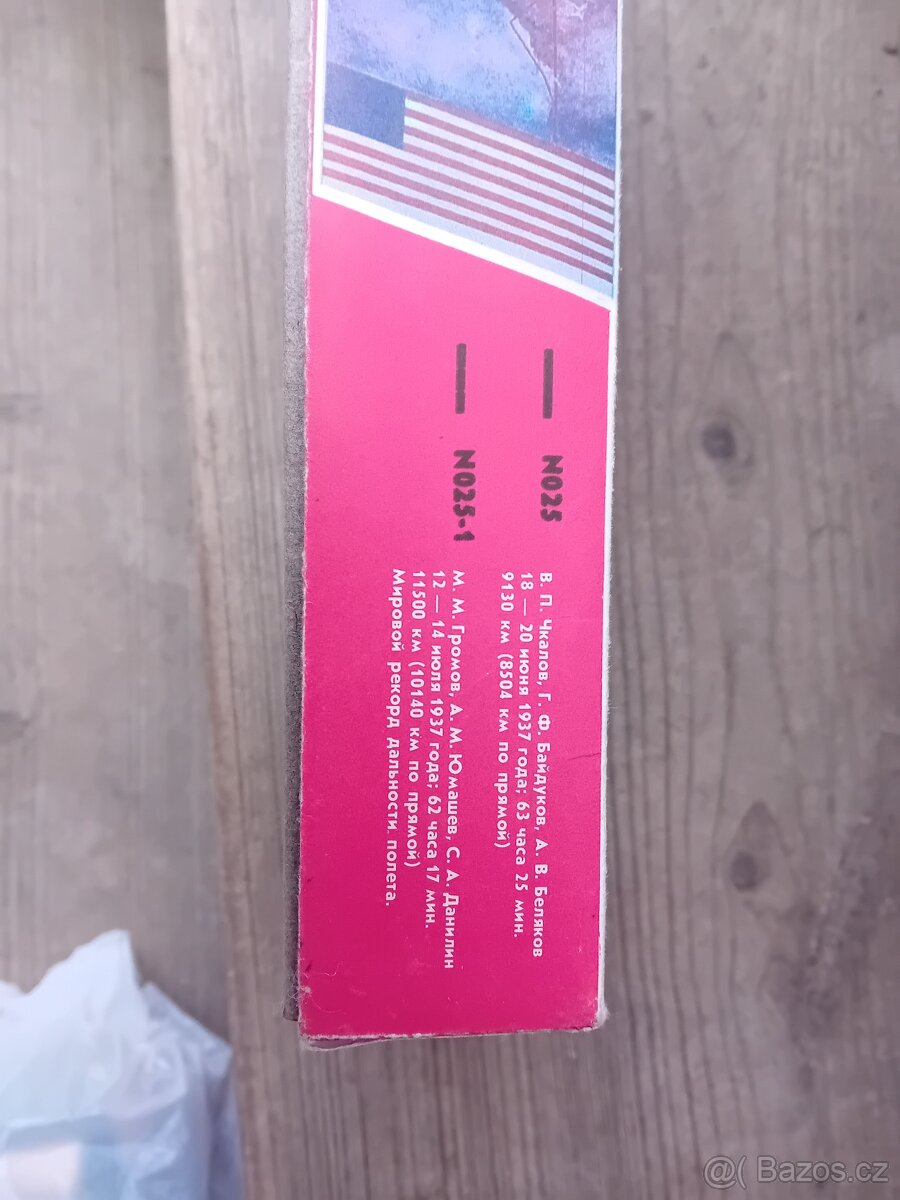 N025
В. П. Чкалов, Г. Ф. Байдуков, А. В. Беляков
18 — 20 июня 1937 года; 63 часа 25 мин.
9130 км (8504 км по прямой)
N025-1
М. М. Громов, А. М. Юмашев, С. А. Данилин
12 — 14 июля 1937 года; 62 часа 17 мин.
11500 км (10140 км по прямой)
Мировой рекорд дальности полета.
@( Bazos.cz